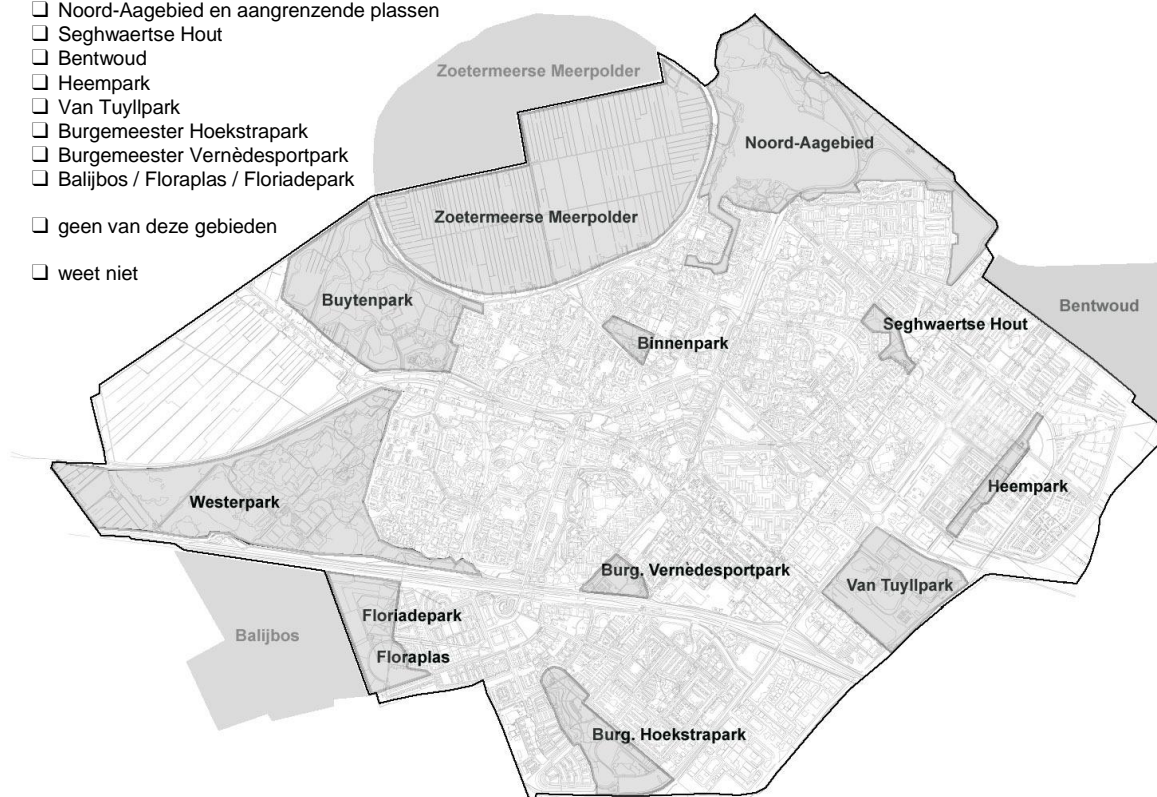 ❑ Noord-Aagebied en aangrenzende plassen
❑ Seghwaertse Hout
❑ Bentwoud
❑ Heempark
❑ Van Tuyllpark
❑ Burgemeester Hoekstrapark
❑ Burgemeester Vernèdesportpark
❑ Balijbos / Floraplas / Floriadepark
❑ geen van deze gebieden
❑ weet niet
Zoetermeerse Meerpolder
Noord-Aagebied
Zoetermeerse Meerpolder
Buytenpark
Bentwoud
Seghwaertse Hout
Binnenpark
Westerpark
Heempark
Burg. Vernèdesportpark
Van Tuyllpark
Floriadepark
Balijbos
Floraplas
Burg. Hoekstrapark